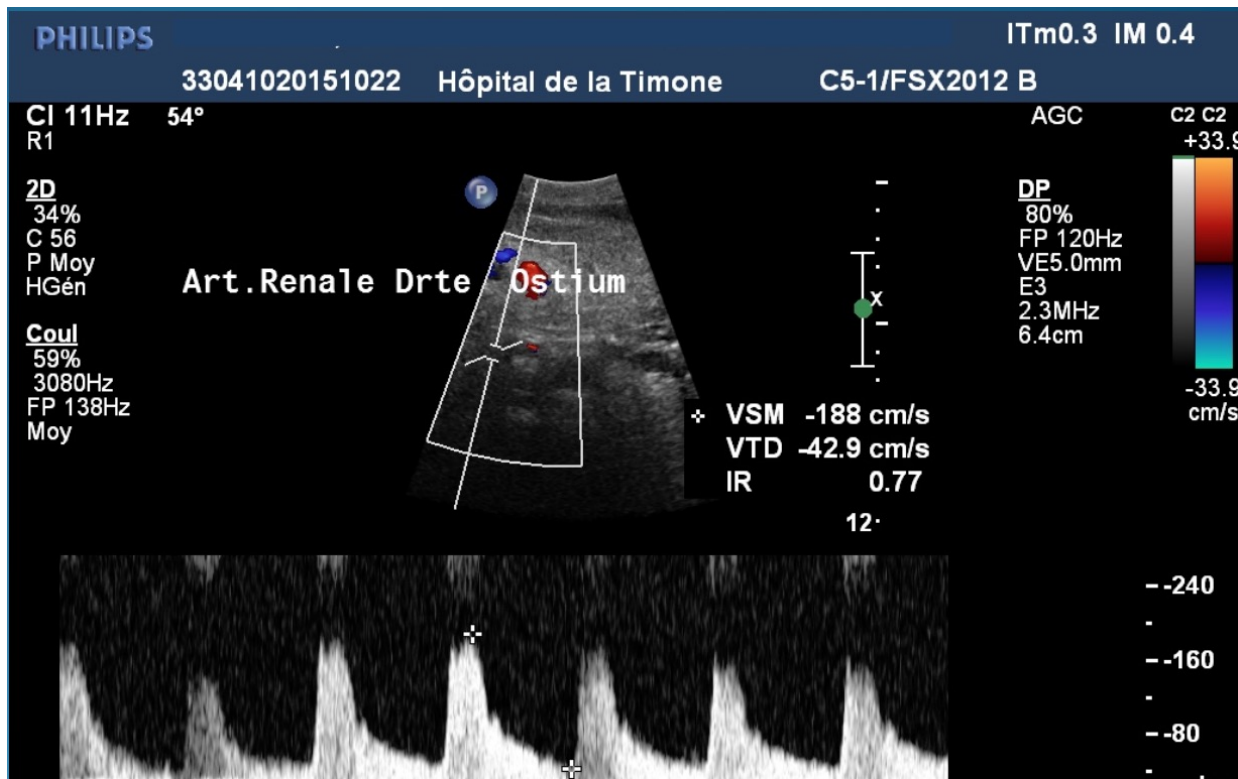 PHILIPS
ITm0.3 IM 0.4
33041020151022 Hôpital de la Timone C5-1/FSX2012 B
CI 11Hz 54°
R1
2D
34%
C 56
P Moy
HGén
Coul
59%
3080Hz
FP 138Hz
Moy
P
Art.Renale Drte Ostium
X
AGC
C2 C2
+33.9
DP
80%
FP 120Hz
VE5.0mm
E3
2.3MHz
6.4cm
-33.9
cm/s
VSM -188 cm/s
VTD -42.9 cm/s
IR 0.77
12
-240
-160
-80